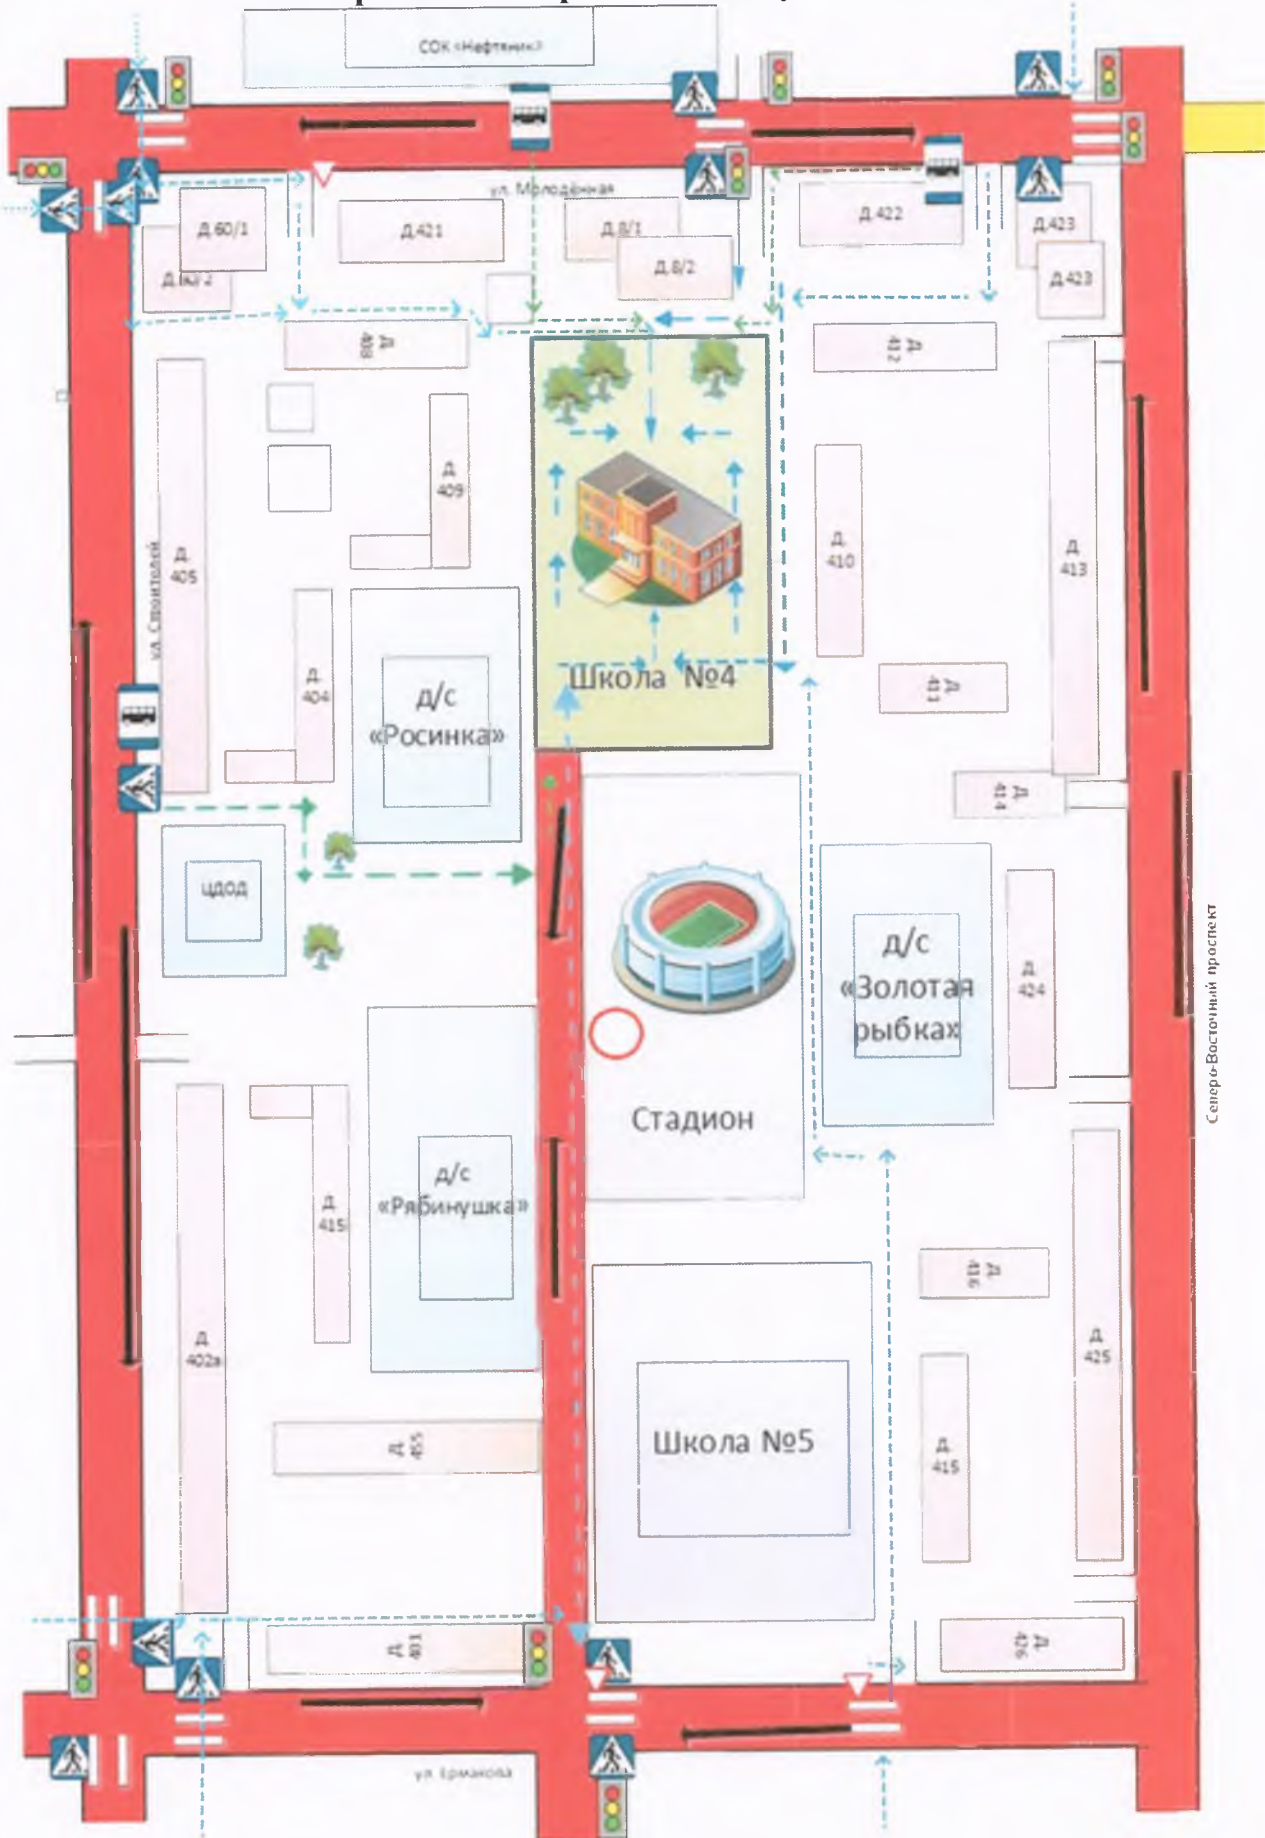 СОК «Нефтяник»
ул. Молодёжная
Д.60/1
Д.421
Д.8/1
Д.422
Д.423
Д.8/2
Д.423
Д. 408
Д. 412
Д. 409
Д. 405
Д. 410
Д. 413
ул. Строителей
Д. 404
Школа №4
д/с
«Росинка»
Д. 411
Д. 414
ЦДОД
д/с
«Золотая
рыбка»
Д. 424
Северо-Восточный проспект
Стадион
д/с
«Рябинушка»
Д. 415
Д. 416
Д. 402а
Д. 425
Д. 455
Школа №5
Д. 415
Д. 401
Д. 426
ул. Ермакова